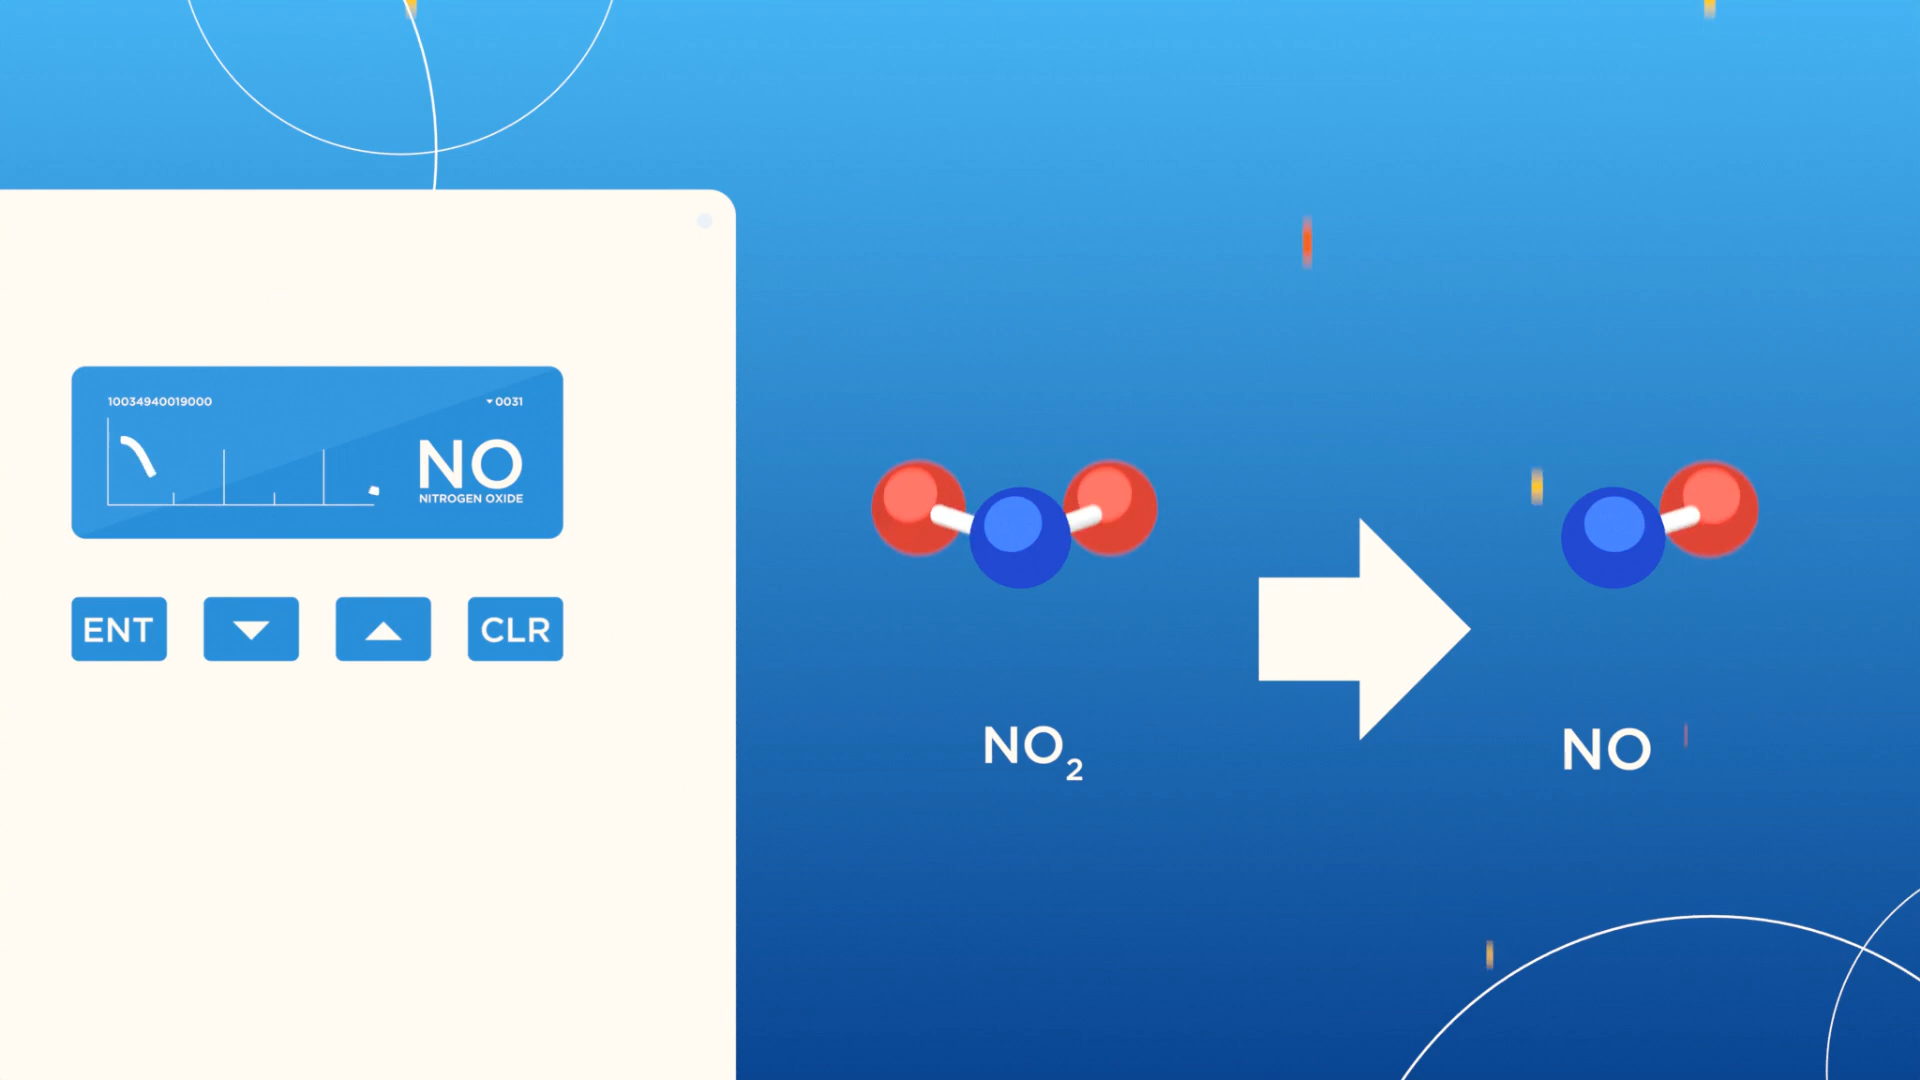 10034940019000
0031
NO
NITROGEN OXIDE
ENT
CLR
NO₂
NO